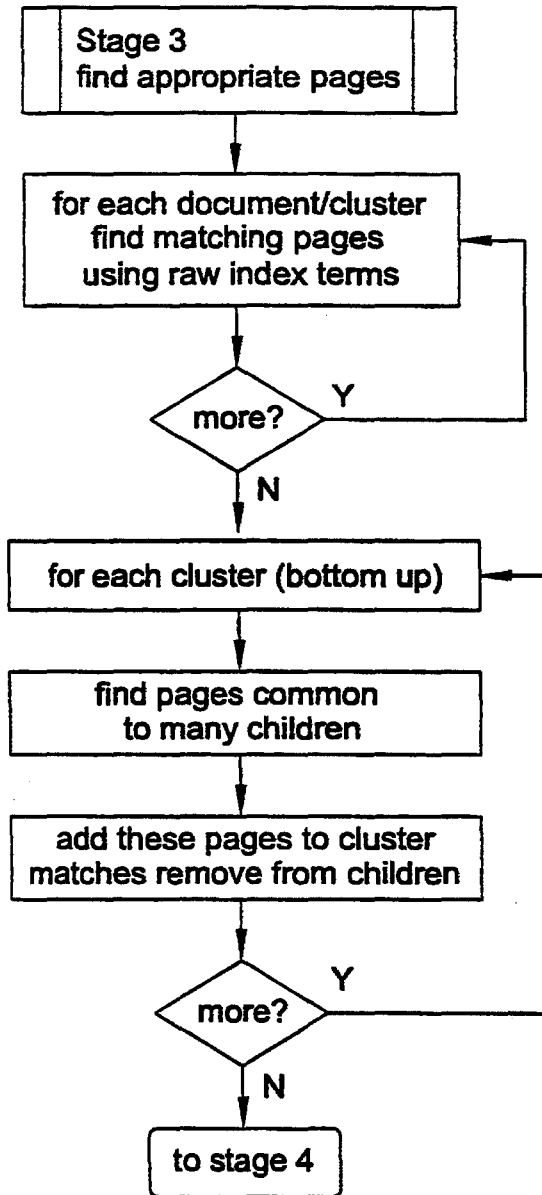 Stage 3
find appropriate pages
for each document/cluster
find matching pages
using raw index terms
more?
Y
N
for each cluster (bottom up)
find pages common
to many children
add these pages to cluster
matches remove from children
more?
Y
N
to stage 4